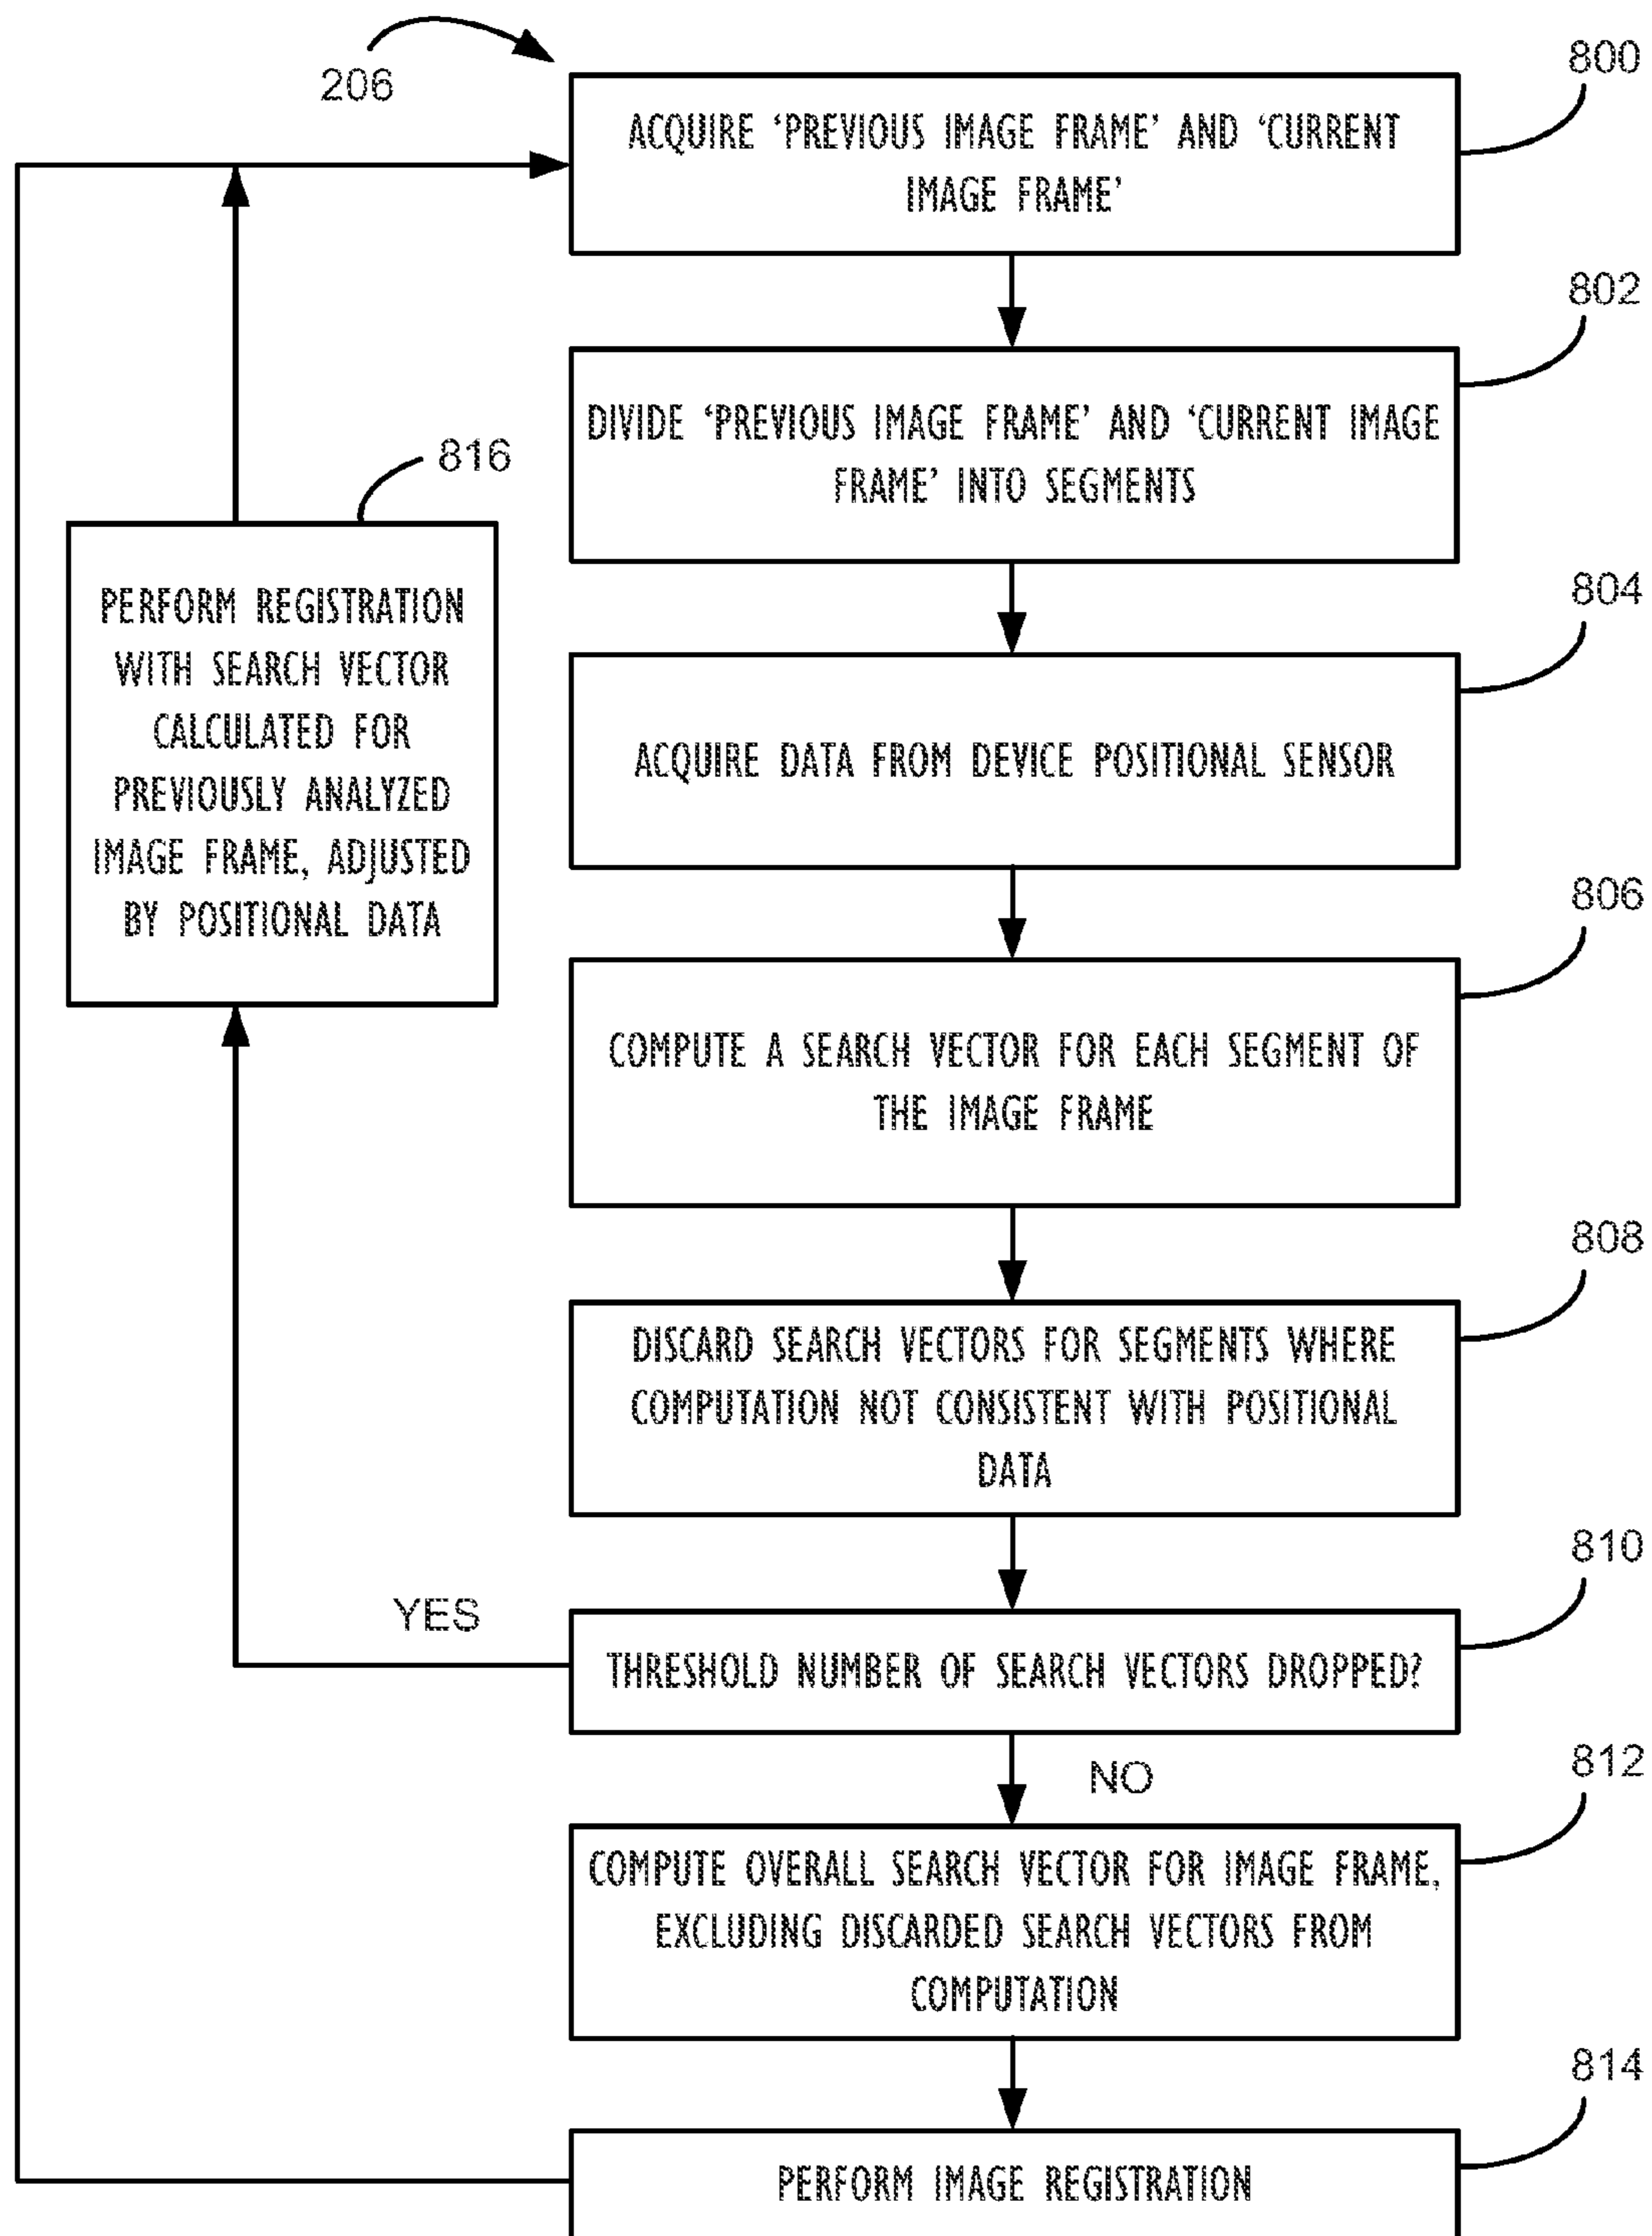 206
800
ACQUIRE ‘PREVIOUS IMAGE FRAME’ AND ‘CURRENT
IMAGE FRAME’
802
DIVIDE ‘PREVIOUS IMAGE FRAME’ AND ‘CURRENT IMAGE
FRAME’ INTO SEGMENTS
804
ACQUIRE DATA FROM DEVICE POSITIONAL SENSOR
806
COMPUTE A SEARCH VECTOR FOR EACH SEGMENT OF
THE IMAGE FRAME
808
DISCARD SEARCH VECTORS FOR SEGMENTS WHERE
COMPUTATION NOT CONSISTENT WITH POSITIONAL
DATA
810
THRESHOLD NUMBER OF SEARCH VECTORS DROPPED?
YES
816
PERFORM REGISTRATION
WITH SEARCH VECTOR
CALCULATED FOR
PREVIOUSLY ANALYZED
IMAGE FRAME, ADJUSTED
BY POSITIONAL DATA
NO
812
COMPUTE OVERALL SEARCH VECTOR FOR IMAGE FRAME,
EXCLUDING DISCARDED SEARCH VECTORS FROM
COMPUTATION
814
PERFORM IMAGE REGISTRATION